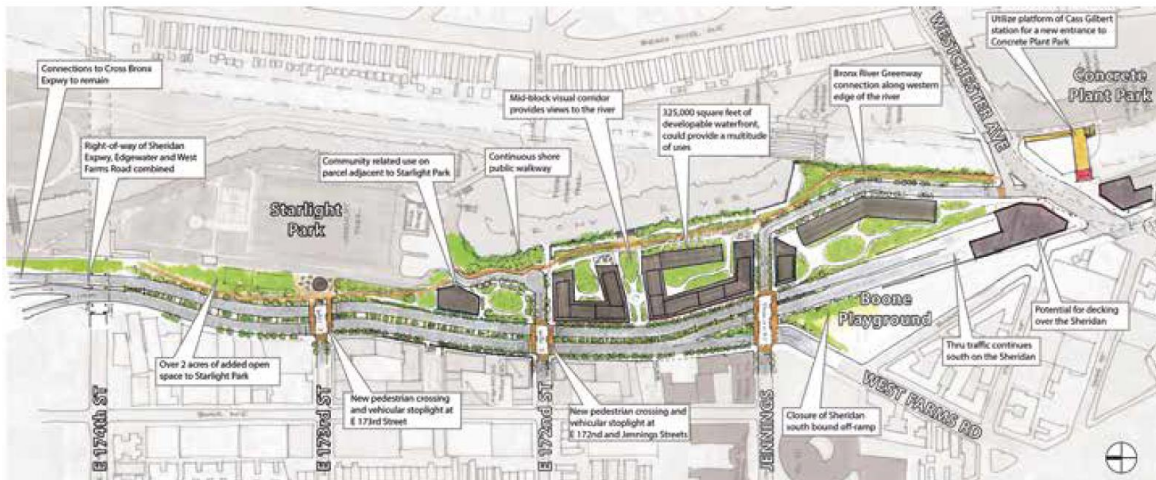 Connections to Cross Bronx
Expwy to remain
Right-of-way of Sheridan
Expwy, Edgewater and West
Farms Road combined
Starlight
Park
Community related use on
parcel adjacent to Starlight Park
Continuous shore
public walkway
Mid-block visual corridor
provides views to the river
325,000 square feet of
developable waterfront,
could provide a multitude
of uses
Bronx River Greenway
connection along western
edge of the river
WESTCHESTER AVE
Utilize platform of Cass Gilbert
station for a new entrance to
Concrete Plant Park
Concrete
Plant Park
Over 2 acres of added open
space to Starlight Park
New pedestrian crossing
and vehicular stoplight at
E 173rd Street
New pedestrian crossing and
vehicular stoplight at
E 172nd and Jennings Streets
Boone
Playground
Closure of Sheridan
south bound off-ramp
Thru traffic continues
south on the Sheridan
Potential for decking
over the Sheridan
E 174th ST
E 173rd ST
E 172nd ST
JENNINGS
WEST FARMS RD